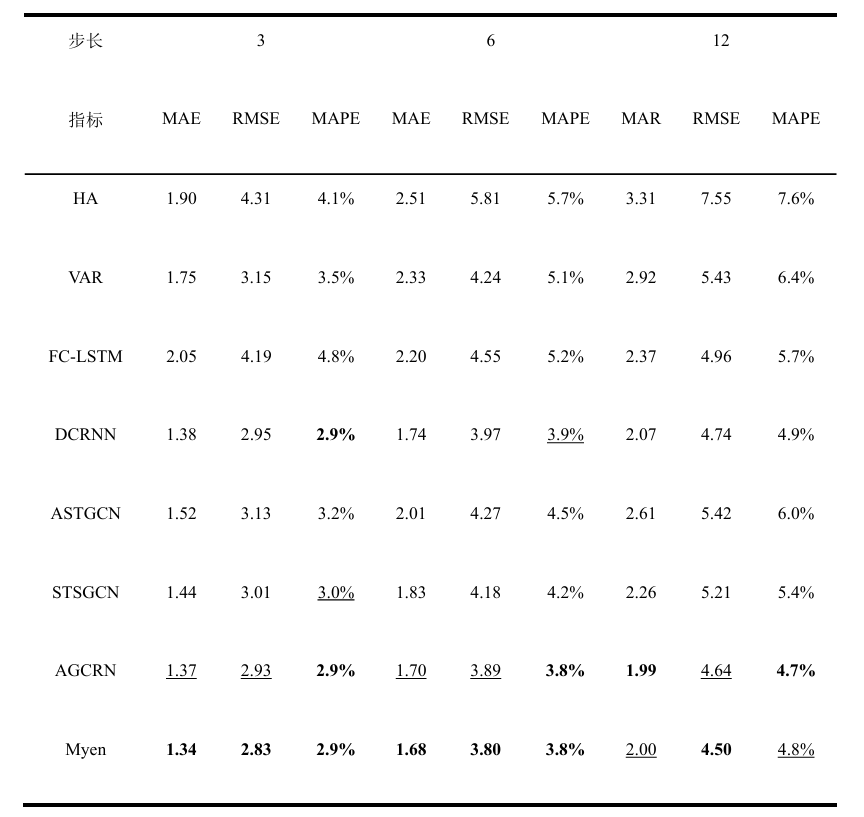 步长 3 6 12
指标 MAE RMSE MAPE MAE RMSE MAPE MAR RMSE MAPE
HA 1.90 4.31 4.1% 2.51 5.81 5.7% 3.31 7.55 7.6%
VAR 1.75 3.15 3.5% 2.33 4.24 5.1% 2.92 5.43 6.4%
FC-LSTM 2.05 4.19 4.8% 2.20 4.55 5.2% 2.37 4.96 5.7%
DCRNN 1.38 2.95 2.9% 1.74 3.97 3.9% 2.07 4.74 4.9%
ASTGCN 1.52 3.13 3.2% 2.01 4.27 4.5% 2.61 5.42 6.0%
STSGCN 1.44 3.01 3.0% 1.83 4.18 4.2% 2.26 5.21 5.4%
AGCRN 1.37 2.93 2.9% 1.70 3.89 3.8% 1.99 4.64 4.7%
Myen 1.34 2.83 2.9% 1.68 3.80 3.8% 2.00 4.50 4.8%